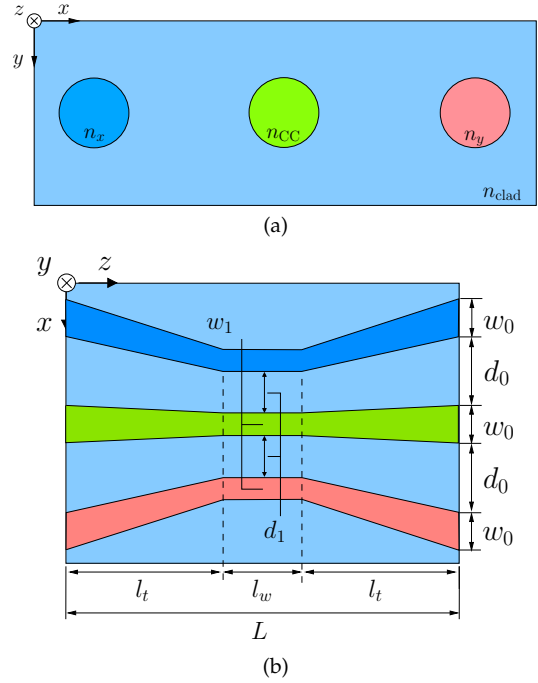 z x
y
n_x n_CC n_y
n_clad
(a)
y z
x w_1 w_0
d_0
w_0
d_0
d_1 w_0
l_t l_w l_t
L
(b)